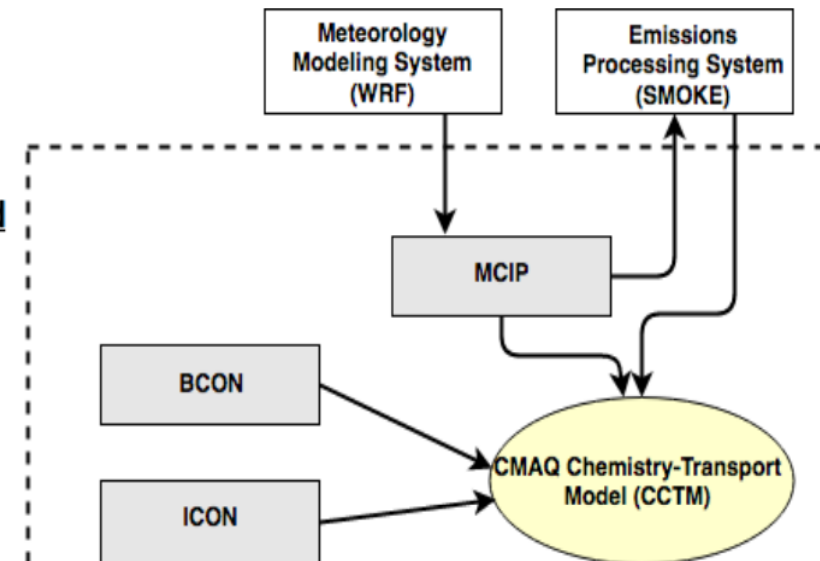 Meteorology
Modeling System
(WRF)
Emissions
Processing System
(SMOKE)
MCIP
BCON
CMAQ Chemistry-Transport
Model (CCTM)
ICON